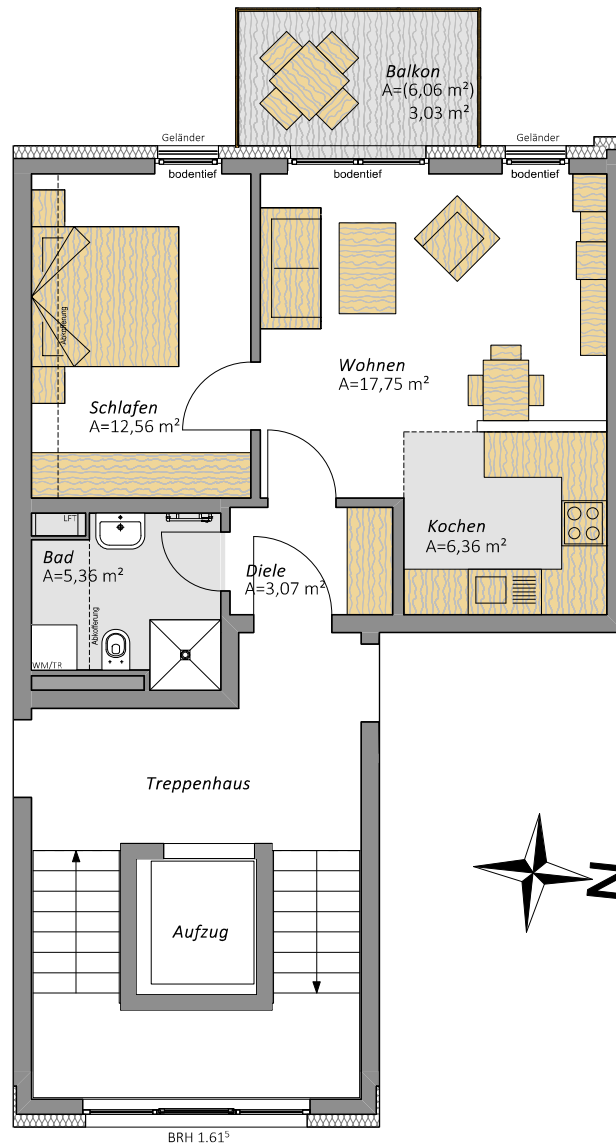 Balkon
A=(6,06 m²)
3,03 m²
Geländer
Geländer
bodentief
bodentief
bodentief
Abkofferung
Wohnen
A=17,75 m²
Schlafen
A=12,56 m²
LFT
Kochen
A=6,36 m²
Bad
A=5,36 m²
Diele
A=3,07 m²
Abkofferung
WM/TR
Treppenhaus
N
Aufzug
BRH 1.61⁵